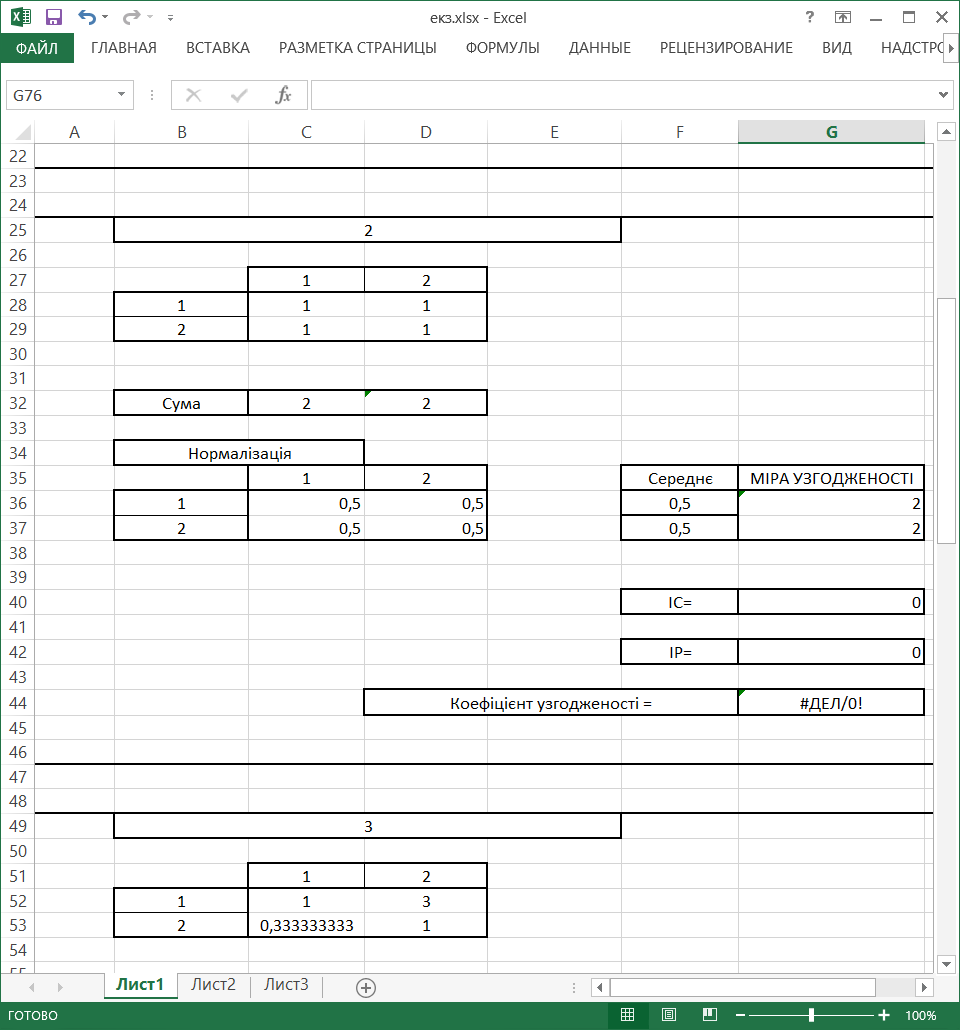 екз.xlsx - Excel
ФАЙЛ ГЛАВНАЯ ВСТАВКА РАЗМЕТКА СТРАНИЦЫ ФОРМУЛЫ ДАННЫЕ РЕЦЕНЗИРОВАНИЕ ВИД НАДСТРО
G76 fx
A B C D E F G
22
23
24
25 2
26
27 1 2
28 1 1 1
29 2 1 1
30
31
32 Сума 2 2
33
34 Нормалізація
35 1 2 Середнє МІРА УЗГОДЖЕНОСТІ
36 1 0,5 0,5 0,5 2
37 2 0,5 0,5 0,5 2
38
39
40 ІС= 0
41
42 ІР= 0
43
44 Коефіцієнт узгодженості = #ДЕЛ/0!
45
46
47
48
49 3
50
51 1 2
52 1 1 3
53 2 0,333333333 1
54
55
Лист1 Лист2 Лист3
ГОТОВО 100%